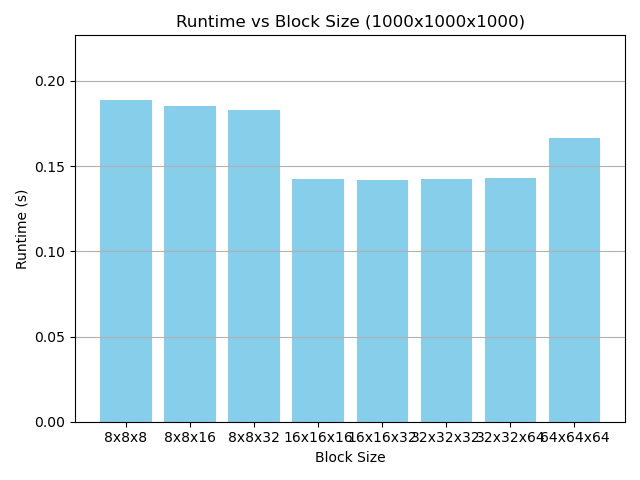 Runtime vs Block Size (1000x1000x1000)
0.20
0.15
0.10
0.05
0.00
Runtime (s)
8x8x8 8x8x16 8x8x32 16x16x16 16x16x32 32x32x32 32x32x64 64x64x64
Block Size